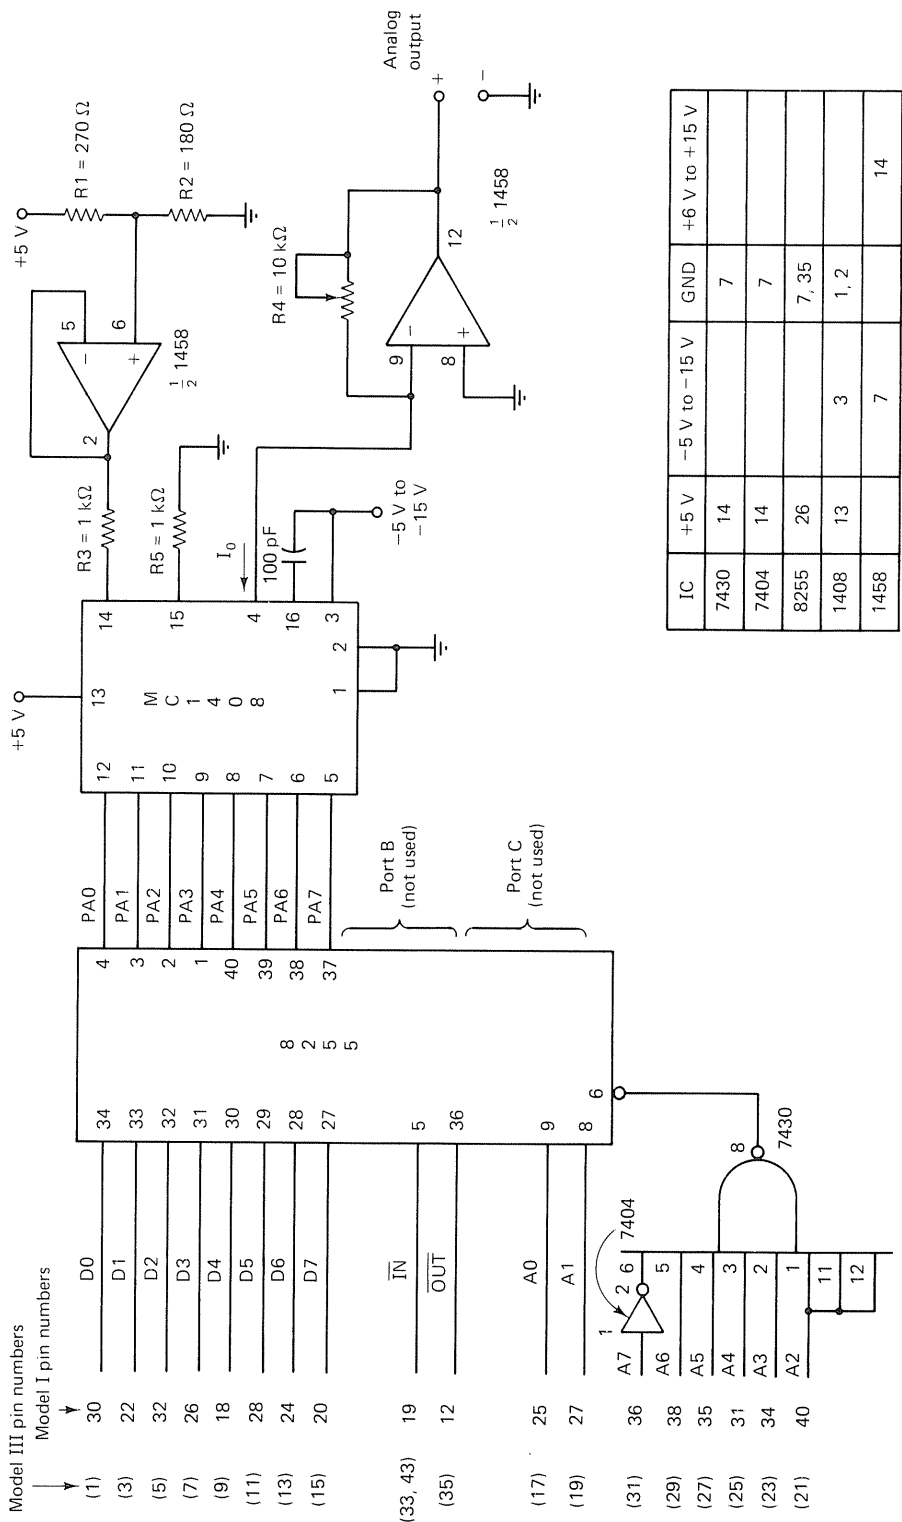 Model III pin numbers
Model I pin numbers
(1) 30 D0 34
(3) 22 D1 33
(5) 32 D2 32
(7) 26 D3 31
(9) 18 D4 30
(11) 28 D5 29
(13) 24 D6 28
(15) 20 D7 27
(33, 43) 19 IN 5
(35) 12 OUT 36
(17) 25 A0 9
(19) 27 A1 8
(31) 36 A7 1 2 6
(29) 38 A6 5
(27) 35 A5 4
(25) 31 A4 3
(23) 34 A3 2
(21) 40 A2 1
11
12
7404
8
7430
6
8
2
5
5
4 PA0 12
3 PA1 11
2 PA2 10
1 PA3 9
40 PA4 8
39 PA5 7
38 PA6 6
37 PA7 5
Port B
(not used)
Port C
(not used)
+5 V
13
M
C
1
4
0
8
14
15
4
16
3
2
1
R3 = 1 kΩ
R5 = 1 kΩ
I0
100 pF
-5 V to
-15 V
2
5
-
6
+
1/2 1458
+5 V
R1 = 270 Ω
R2 = 180 Ω
R4 = 10 kΩ
9
-
8
+
12
1/2 1458
Analog
output
+
-
IC +5 V -5 V to -15 V GND +6 V to +15 V
7430 14 7
7404 14 7
8255 26 7, 35
1408 13 3 1, 2
1458 7 14